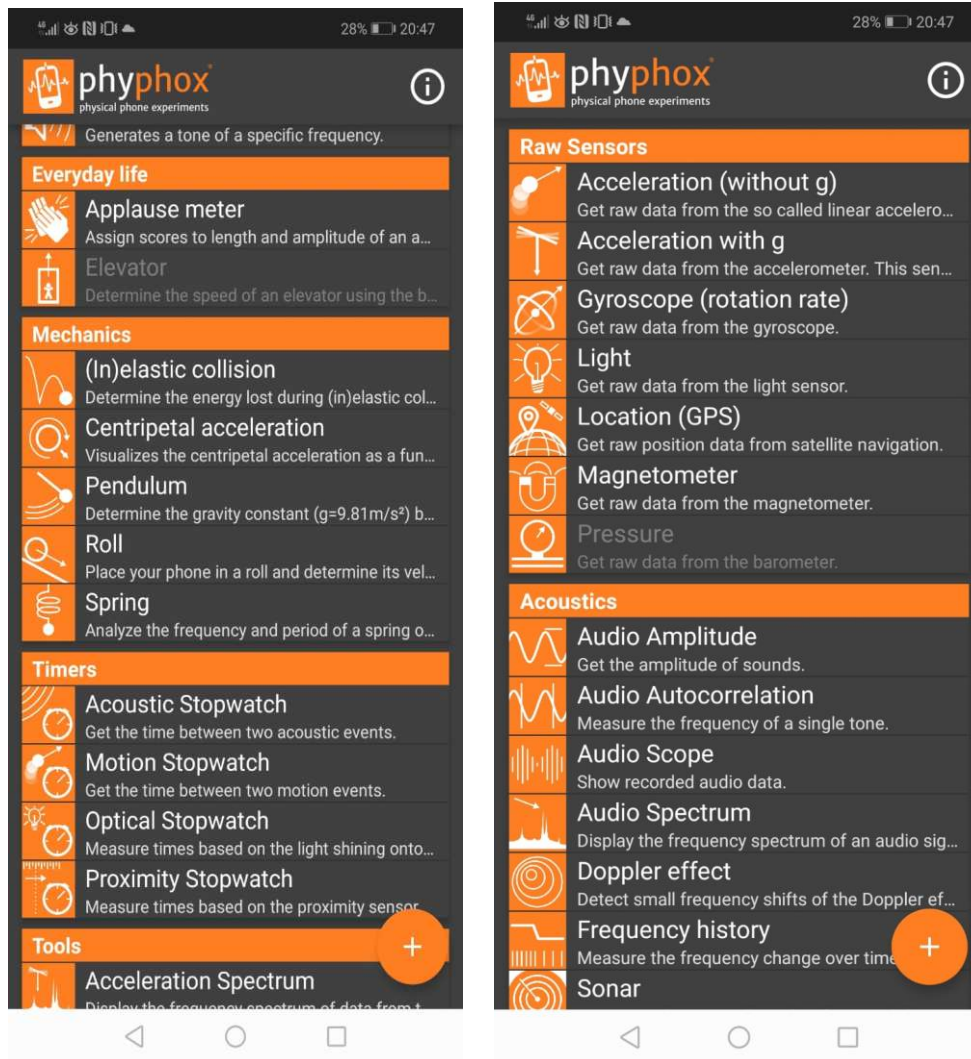 28% 20:47
phyphox
physical phone experiments
Generates a tone of a specific frequency.
Everyday life
Applause meter
Assign scores to length and amplitude of an a...
Elevator
Determine the speed of an elevator using the b...
Mechanics
(In)elastic collision
Determine the energy lost during (in)elastic col...
Centripetal acceleration
Visualizes the centripetal acceleration as a fun...
Pendulum
Determine the gravity constant (g=9.81m/s²) b...
Roll
Place your phone in a roll and determine its vel...
Spring
Analyze the frequency and period of a spring o...
Timers
Acoustic Stopwatch
Get the time between two acoustic events.
Motion Stopwatch
Get the time between two motion events.
Optical Stopwatch
Measure times based on the light shining onto...
Proximity Stopwatch
Measure times based on the proximity sensor
Tools
+
Acceleration Spectrum
Display the frequency spectrum of data from t
28% 20:47
phyphox
physical phone experiments
Raw Sensors
Acceleration (without g)
Get raw data from the so called linear accelero...
Acceleration with g
Get raw data from the accelerometer. This sen...
Gyroscope (rotation rate)
Get raw data from the gyroscope.
Light
Get raw data from the light sensor.
Location (GPS)
Get raw position data from satellite navigation.
Magnetometer
Get raw data from the magnetometer.
Pressure
Get raw data from the barometer.
Acoustics
Audio Amplitude
Get the amplitude of sounds.
Audio Autocorrelation
Measure the frequency of a single tone.
Audio Scope
Show recorded audio data.
Audio Spectrum
Display the frequency spectrum of an audio sig...
Doppler effect
Detect small frequency shifts of the Doppler ef...
Frequency history
Measure the frequency change over time
+
Sonar